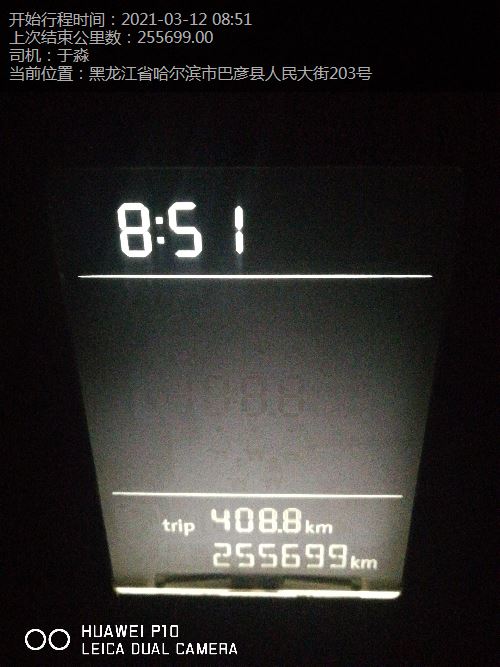 开始行程时间：2021-03-12 08:51
上次结束公里数：255699.00
司机：于淼
当前位置：黑龙江省哈尔滨市巴彦县人民大街203号
8:51
trip 408.8 km
255699 km
HUAWEI P10
LEICA DUAL CAMERA